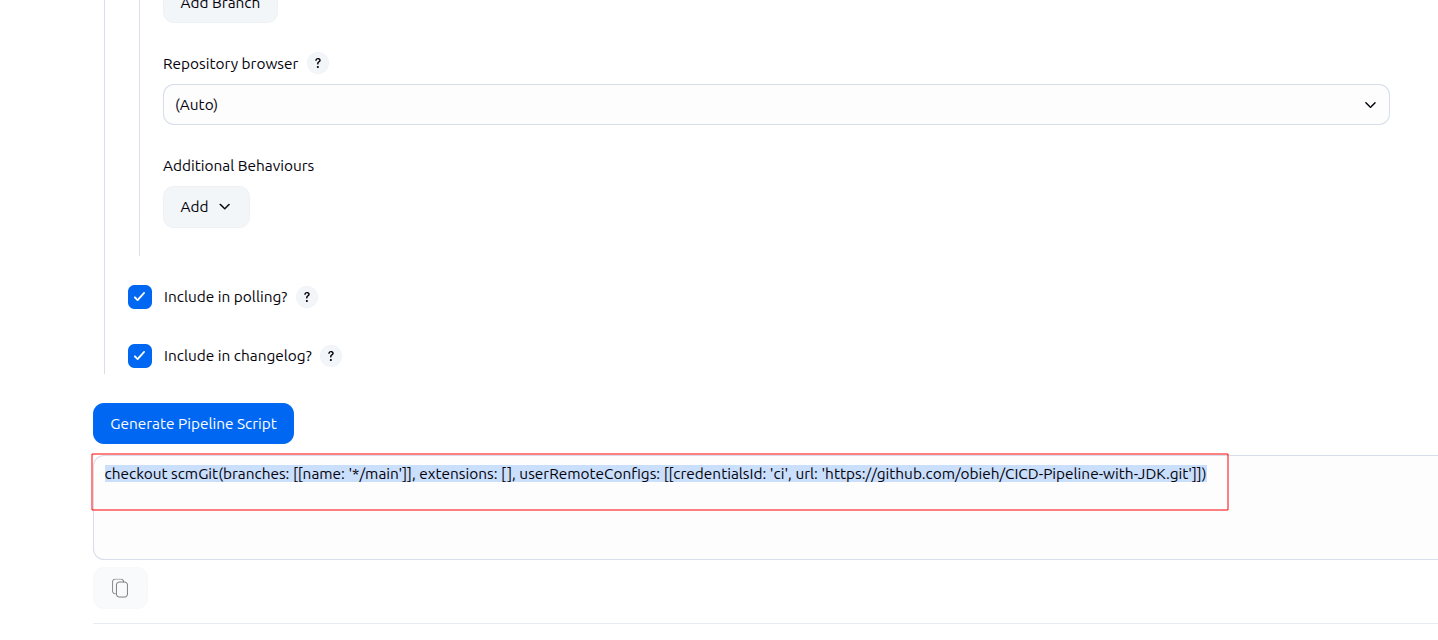 Add Branch
Repository browser ?
(Auto)
Additional Behaviours
Add
Include in polling? ?
Include in changelog? ?
Generate Pipeline Script
checkout scmGit(branches: [[name: '*/main']], extensions: [], userRemoteConfigs: [[credentialsId: 'ci', url: 'https://github.com/obieh/CICD-Pipeline-with-JDK.git']])